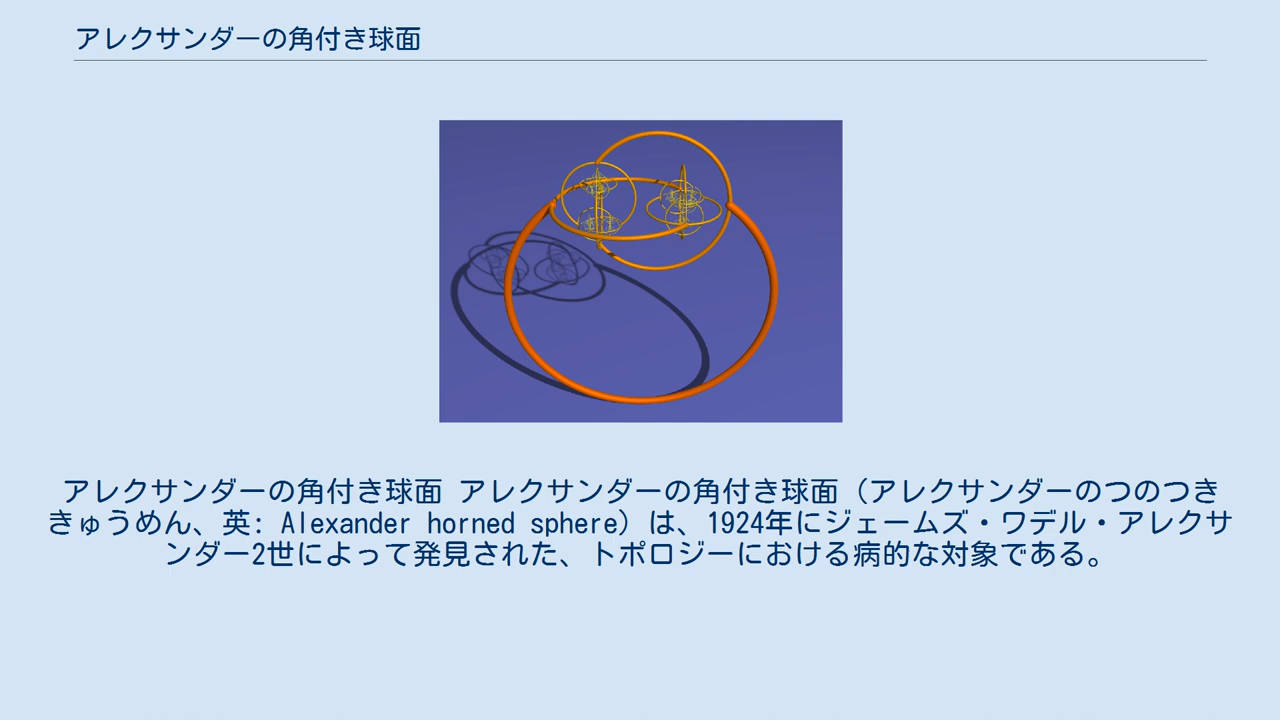 アレクサンダーの角付き球面
アレクサンダーの角付き球面 アレクサンダーの角付き球面（アレクサンダーのつのつき
きゅうめん、英: Alexander horned sphere）は、1924年にジェームズ・ワデル・アレクサ
ンダー2世によって発見された、トポロジーにおける病的な対象である。